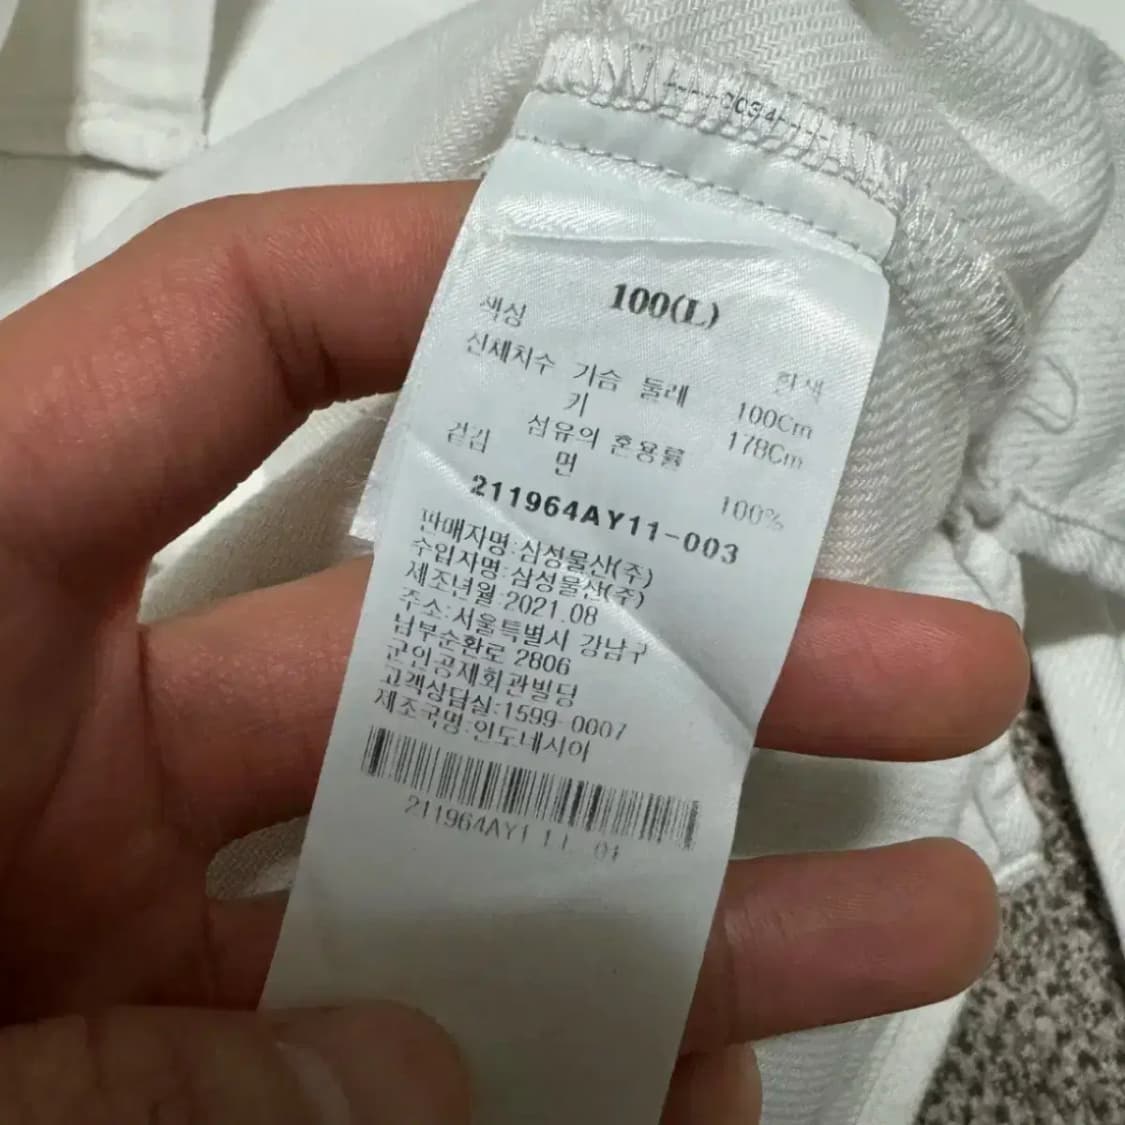 0034
100(L)
색상 화색
신체치수 가슴 둘레 100Cm
키 178Cm
섬유의 혼용률
겉감 면 100%
211964AY11-003
판매자명:삼성물산(주)
수입자명:삼성물산(주)
제조년월:2021.08
주소:서울특별시 강남구
남부순환로 2806
군인공제회관빌딩
고객상담실:1599-0007
제조국명:인도네시아
211964AY1 11